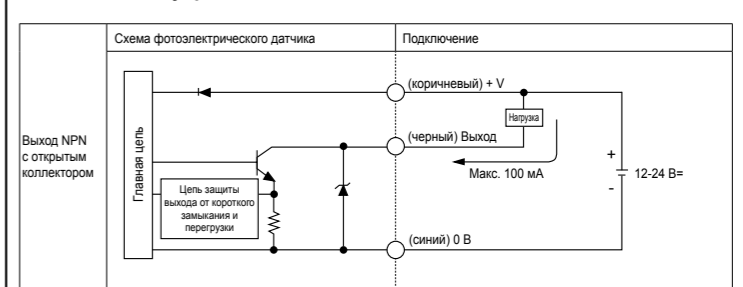 Схема фотоэлектрического датчика
Подключение
Выход NPN
с открытым
коллектором
Главная цепь
Цепь защиты
выхода от короткого
замыкания и
перегрузки
(коричневый) + V
Нагрузка
(черный) Выход
Макс. 100 мА
+
12-24 В=
-
(синий) 0 В